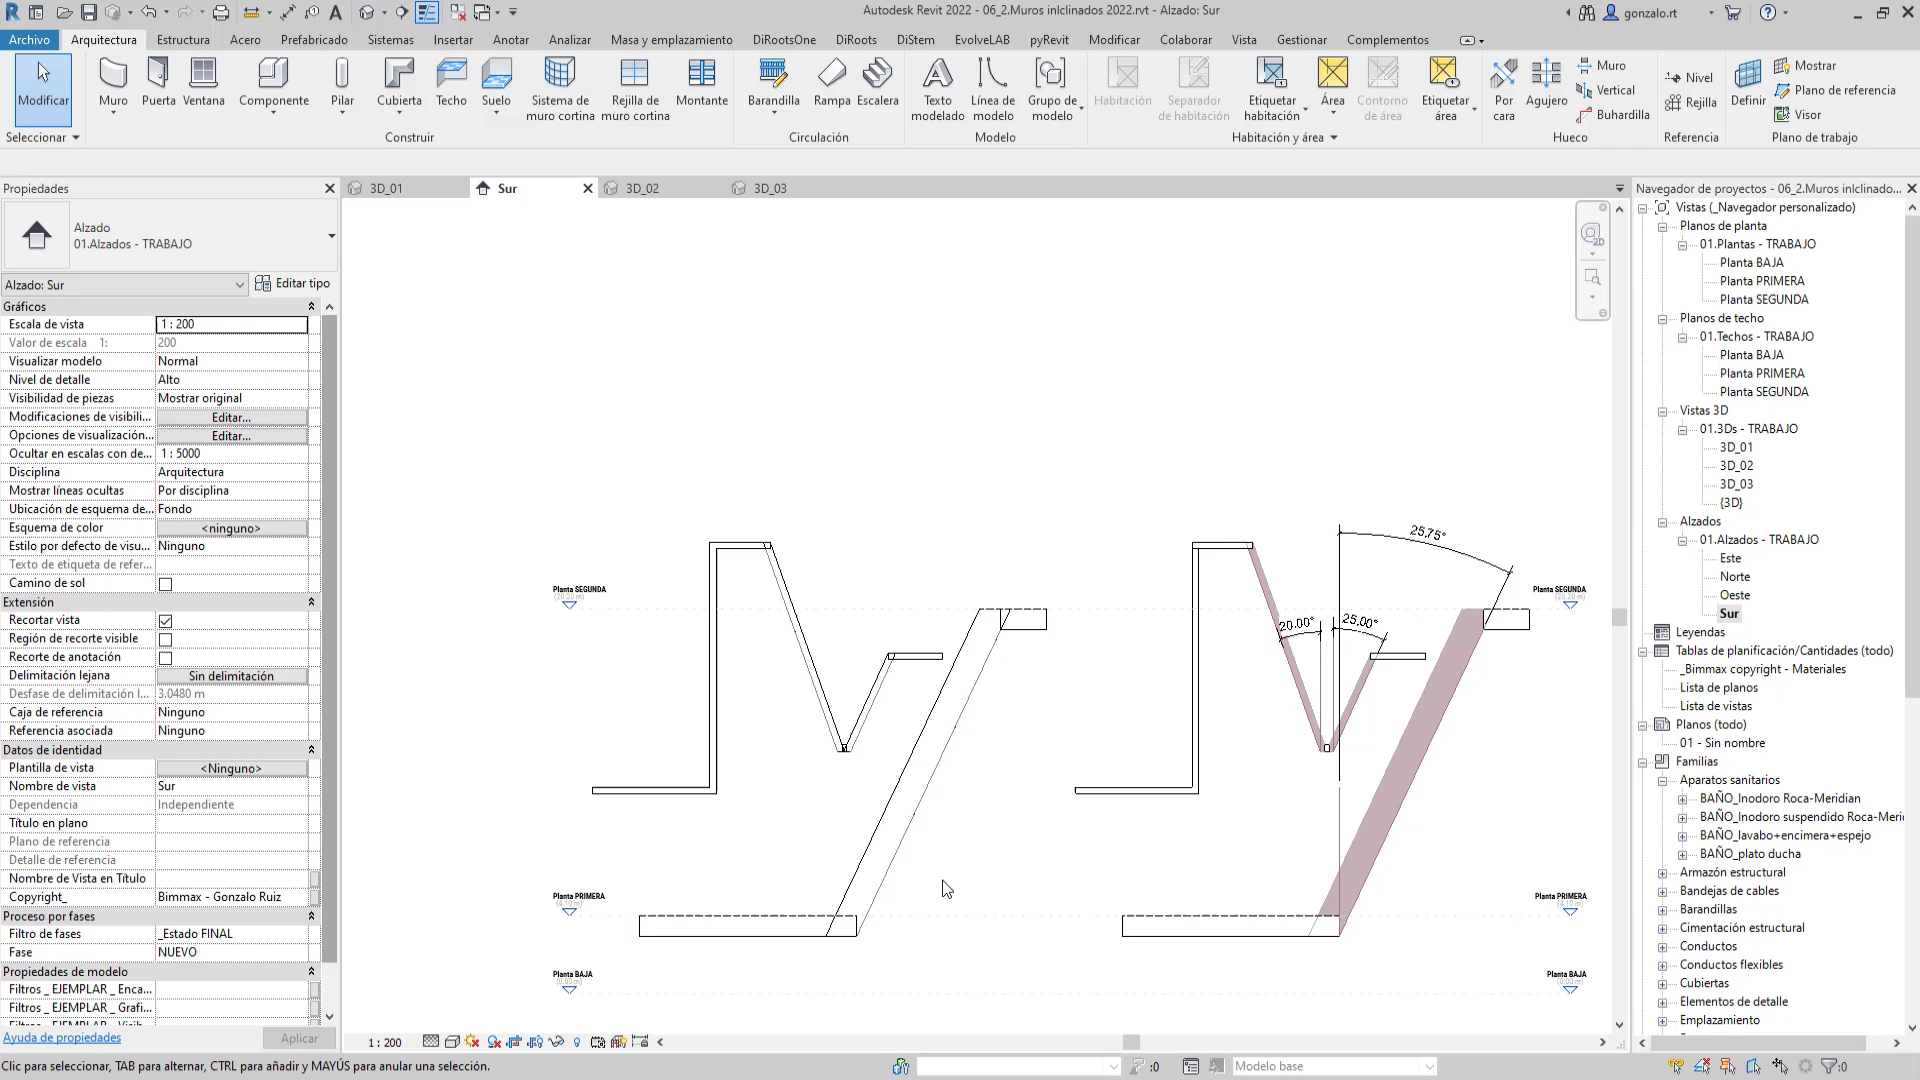 Autodesk Revit 2022 - 06_2.Muros inlclinados 2022.rvt - Alzado: Sur
gonzalo.rt
Archivo Arquitectura Estructura Acero Prefabricado Sistemas Insertar Anotar Analizar Masa y emplazamiento DiRootsOne DiRoots DiStem EvolveLAB pyRevit Modificar Colaborar Vista Gestionar Complementos
Modificar
Muro
Puerta
Ventana
Componente
Pilar
Cubierta
Techo
Suelo
Sistema de muro cortina
Rejilla de muro cortina
Montante
Barandilla
Rampa
Escalera
Texto modelado
Línea de modelo
Grupo de modelo
Habitación
Separador de habitación
Etiquetar habitación
Área
Contorno de área
Etiquetar área
Por cara
Agujero
Muro
Vertical
Buhardilla
Nivel
Rejilla
Definir
Mostrar
Plano de referencia
Visor
Seleccionar
Construir
Circulación
Modelo
Habitación y área
Hueco
Referencia
Plano de trabajo
Propiedades
Alzado
01.Alzados - TRABAJO
Alzado: Sur
Editar tipo
Gráficos
Escala de vista 1 : 200
Valor de escala 1: 200
Visualizar modelo Normal
Nivel de detalle Alto
Visibilidad de piezas Mostrar original
Modificaciones de visibili... Editar...
Opciones de visualización... Editar...
Ocultar en escalas con de... 1 : 5000
Disciplina Arquitectura
Mostrar líneas ocultas Por disciplina
Ubicación de esquema de... Fondo
Esquema de color <ninguno>
Estilo por defecto de visu... Ninguno
Texto de etiqueta de refer...
Camino de sol
Extensión
Recortar vista
Región de recorte visible
Recorte de anotación
Delimitación lejana Sin delimitación
Desfase de delimitación l... 3.0480 m
Caja de referencia Ninguno
Referencia asociada Ninguno
Datos de identidad
Plantilla de vista <Ninguno>
Nombre de vista Sur
Dependencia Independiente
Título en plano
Plano de referencia
Detalle de referencia
Nombre de Vista en Título
Copyright_ Bimmax - Gonzalo Ruiz
Proceso por fases
Filtro de fases _Estado FINAL
Fase NUEVO
Propiedades de modelo
Filtros _ EJEMPLAR _ Enca...
Filtros _ EJEMPLAR _ Grafi...
Ayuda de propiedades
Aplicar
3D_01
Sur
3D_02
3D_03
2D
25.75°
20.00°
25.00°
Planta SEGUNDA
Planta SEGUNDA
Planta PRIMERA
(4.10 m)
Planta PRIMERA
(4.10 m)
Planta BAJA
(0.00 m)
Planta BAJA
(0.00 m)
1 : 200
Navegador de proyectos - 06_2.Muros inlclinado...
Vistas (_Navegador personalizado)
Planos de planta
01.Plantas - TRABAJO
Planta BAJA
Planta PRIMERA
Planta SEGUNDA
Planos de techo
01.Techos - TRABAJO
Planta BAJA
Planta PRIMERA
Planta SEGUNDA
Vistas 3D
01.3Ds - TRABAJO
3D_01
3D_02
3D_03
{3D}
Alzados
01.Alzados - TRABAJO
Este
Norte
Oeste
Sur
Leyendas
Tablas de planificación/Cantidades (todo)
_Bimmax copyright - Materiales
Lista de planos
Lista de vistas
Planos (todo)
01 - Sin nombre
Familias
Aparatos sanitarios
BAÑO_Inodoro Roca-Meridian
BAÑO_Inodoro suspendido Roca-Meri
BAÑO_lavabo+encimera+espejo
BAÑO_plato ducha
Armazón estructural
Bandejas de cables
Barandillas
Cimentación estructural
Conductos
Conductos flexibles
Cubiertas
Elementos de detalle
Emplazamiento
Clic para seleccionar, TAB para alternar, CTRL para añadir y MAYÚS para anular una selección.
:0
Modelo base
:0